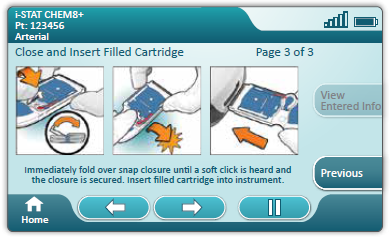 i-STAT CHEM8+
Pt: 123456
Arterial
Close and Insert Filled Cartridge Page 3 of 3
View
Entered Info
Immediately fold over snap closure until a soft click is heard and
the closure is secured. Insert filled cartridge into instrument.
Previous
Home